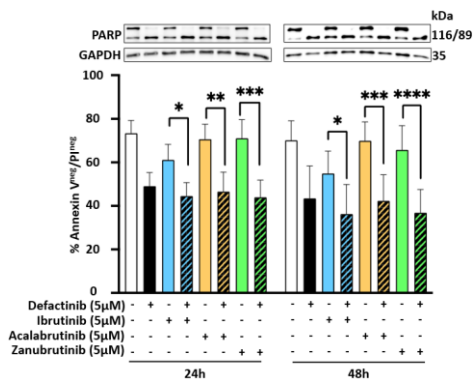 kDa
PARP 116/89
GAPDH 35
% Annexin Vneg/PIneg
100
80
60
40
20
0
* ** *** * *** ****
Defactinib (5µM) - + - + - + - + - + - + - + - +
Ibrutinib (5µM) - - + + - - - - - - + + - - - -
Acalabrutinib (5µM) - - - - + + - - - - - - + + - -
Zanubrutinib (5µM) - - - - - - + + - - - - - - + +
24h 48h